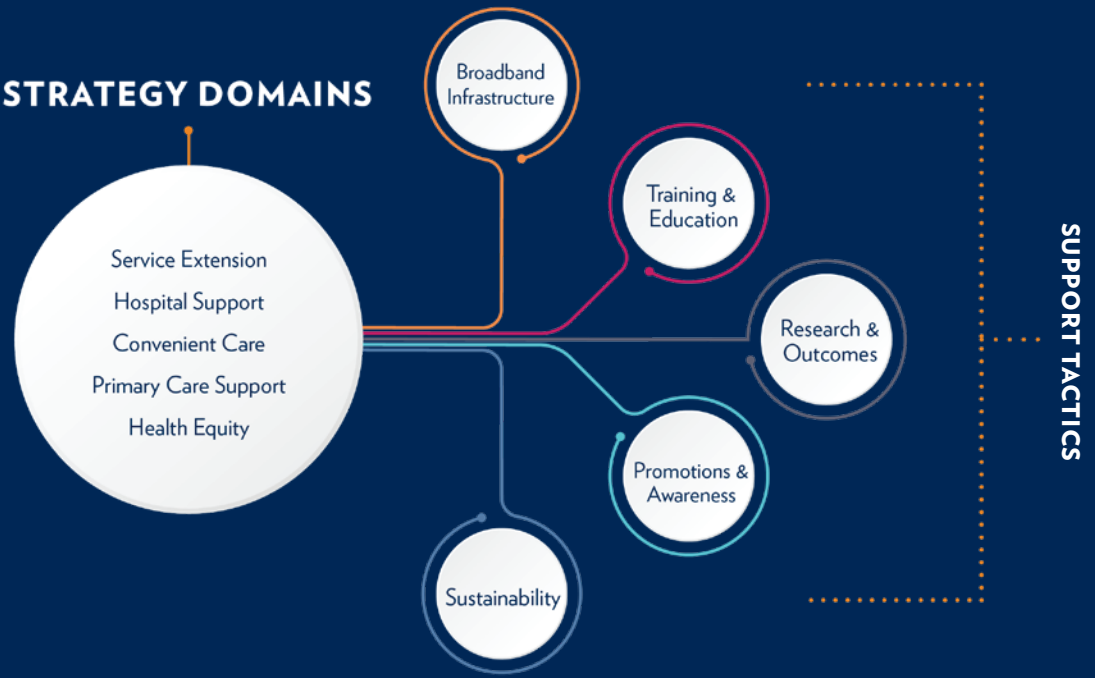 STRATEGY DOMAINS
Service Extension
Hospital Support
Convenient Care
Primary Care Support
Health Equity
Broadband
Infrastructure
Training &
Education
Research &
Outcomes
Promotions &
Awareness
Sustainability
SUPPORT TACTICS